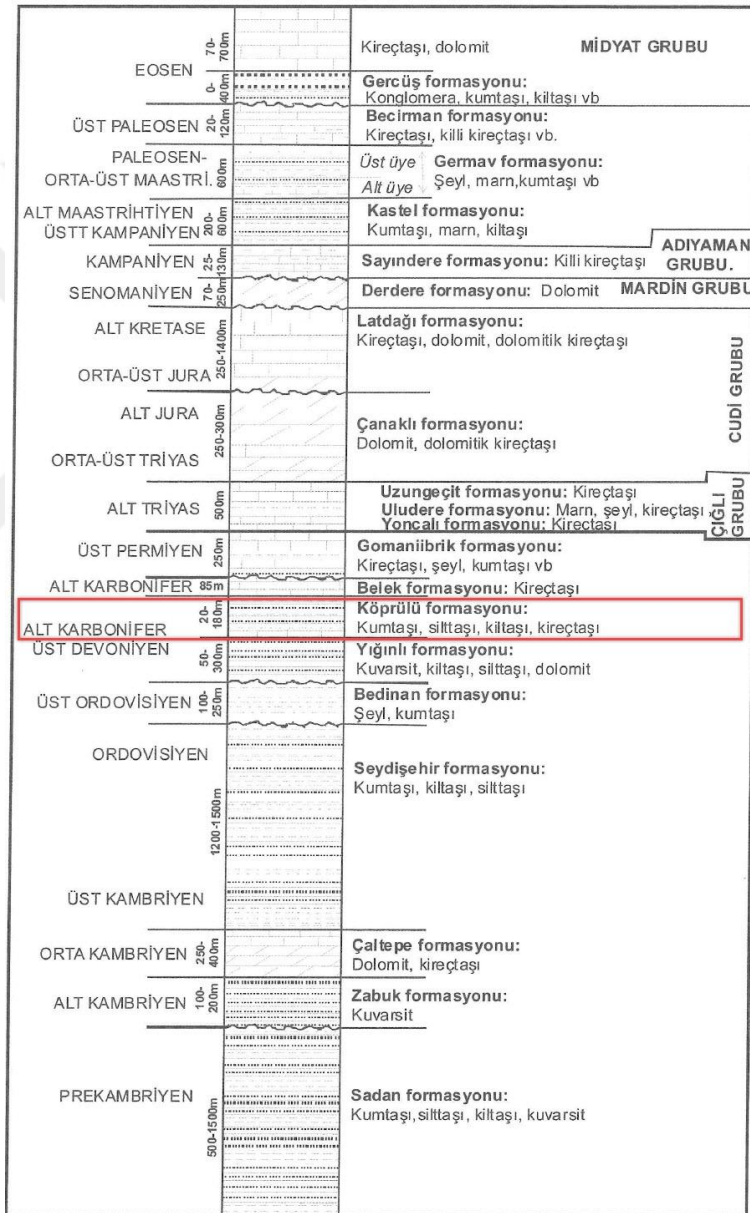 70-700m
Kireçtaşı, dolomit MİDYAT GRUBU
EOSEN
0-400m
Gercüş formasyonu:
Konglomera, kumtaşı, kiltaşı vb
ÜST PALEOSEN 20-120m
Becirman formasyonu:
Kireçtaşı, killi kireçtaşı vb.
PALEOSEN-
ORTA-ÜST MAASTRİ. 600m
Üst üye
Alt üye
Germav formasyonu:
Şeyl, marn,kumtaşı vb
ALT MAASTRİHTİYEN
ÜSTT KAMPANİYEN 200-600m
Kastel formasyonu:
Kumtaşı, marn, kiltaşı
KAMPANİYEN 25-130m
Sayındere formasyonu: Killi kireçtaşı
ADIYAMAN
GRUBU.
SENOMANİYEN 70-250m
Derdere formasyonu: Dolomit MARDİN GRUBU
ALT KRETASE
ORTA-ÜST JURA
250-1400m
Latdağı formasyonu:
Kireçtaşı, dolomit, dolomitik kireçtaşı
CUDİ GRUBU
ALT JURA
ORTA-ÜST TRİYAS
250-300m
Çanaklı formasyonu:
Dolomit, dolomitik kireçtaşı
ALT TRİYAS 500m
Uzungeçit formasyonu: Kireçtaşı
Uludere formasyonu: Marn, şeyl, kireçtaşı
Yoncalı formasyonu: Kireçtaşı
ÇIĞLI
GRUBU
ÜST PERMİYEN 250m
Gomaniibrik formasyonu:
Kireçtaşı, şeyl, kumtaşı vb
ALT KARBONİFER 85m
Belek formasyonu: Kireçtaşı
ALT KARBONİFER 20-180m
Köprülü formasyonu:
Kumtaşı, silttaşı, kiltaşı, kireçtaşı
ÜST DEVONİYEN 50-300m
Yığınlı formasyonu:
Kuvarsit, kiltaşı, silttaşı, dolomit
ÜST ORDOVİSİYEN 100-250m
Bedinan formasyonu:
Şeyl, kumtaşı
ORDOVİSİYEN
ÜST KAMBRİYEN
1200-1500m
Seydişehir formasyonu:
Kumtaşı, kiltaşı, silttaşı
ORTA KAMBRİYEN 250-400m
Çaltepe formasyonu:
Dolomit, kireçtaşı
ALT KAMBRİYEN 100-200m
Zabuk formasyonu:
Kuvarsit
PREKAMBRİYEN
500-1500m
Sadan formasyonu:
Kumtaşı,silttaşı, kiltaşı, kuvarsit